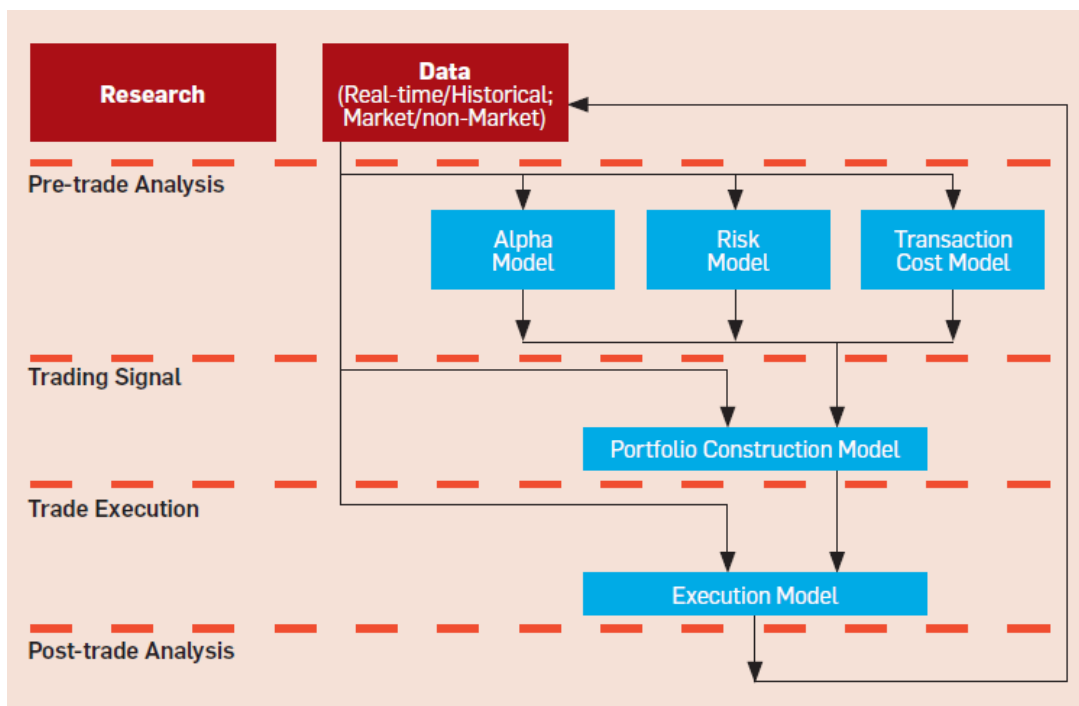 Research
Data
(Real-time/Historical;
Market/non-Market)
Pre-trade Analysis
Alpha
Model
Risk
Model
Transaction
Cost Model
Trading Signal
Portfolio Construction Model
Trade Execution
Execution Model
Post-trade Analysis